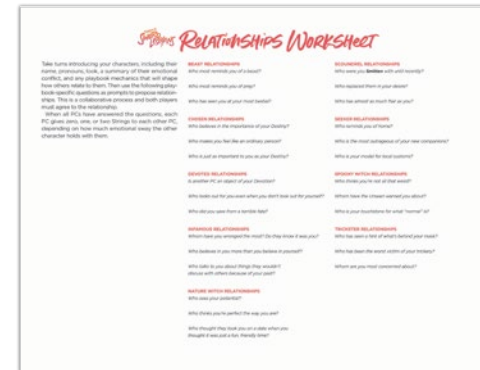 RELATIONSHIPS WORKSHEET
Take turns introducing your characters, including their
name, pronouns, look, a summary of their emotional
conflict, and any playbook mechanics that will shape
how others relate to them. Then use the following play-
book-specific questions as prompts to propose relation-
ships. This is a collaborative process and both players
must agree to the relationship.
When all PCs have answered the questions, each
PC gives zero, one, or two Strings to each other PC,
depending on how much emotional sway the other
character holds with them.
BEAST RELATIONSHIPS
Who most reminds you of a beast?
Who most reminds you of prey?
Who has seen you at your most bestial?
CHOSEN RELATIONSHIPS
Who believes in the importance of your Destiny?
Who makes you feel like an ordinary person?
Who is just as important to you as your Destiny?
DEVOTED RELATIONSHIPS
Is another PC an object of your Devotion?
Who looks out for you even when you don't look out for yourself?
Who did you save from a terrible fate?
INFAMOUS RELATIONSHIPS
Whom have you wronged the most? Do they know it was you?
Who believes in you more than you believe in yourself?
Who talks to you about things they wouldn't
discuss with others because of your past?
NATURE WITCH RELATIONSHIPS
Who sees your potential?
Who thinks you're perfect the way you are?
Who thought they took you on a date when you
thought it was just a fun, friendly time?
SCOUNDREL RELATIONSHIPS
Who were you Smitten with until recently?
Who replaced them in your desire?
Who has almost as much flair as you?
SEEKER RELATIONSHIPS
Who reminds you of home?
Who is the most outrageous of your new companions?
Who is your model for local customs?
SPOOKY WITCH RELATIONSHIPS
Who thinks you're not all that weird?
Whom have the Unseen warned you about?
Who is your touchstone for what "normal" is?
TRICKSTER RELATIONSHIPS
Who has seen a hint of what's behind your mask?
Who has been the worst victim of your trickery?
Whom are you most concerned about?